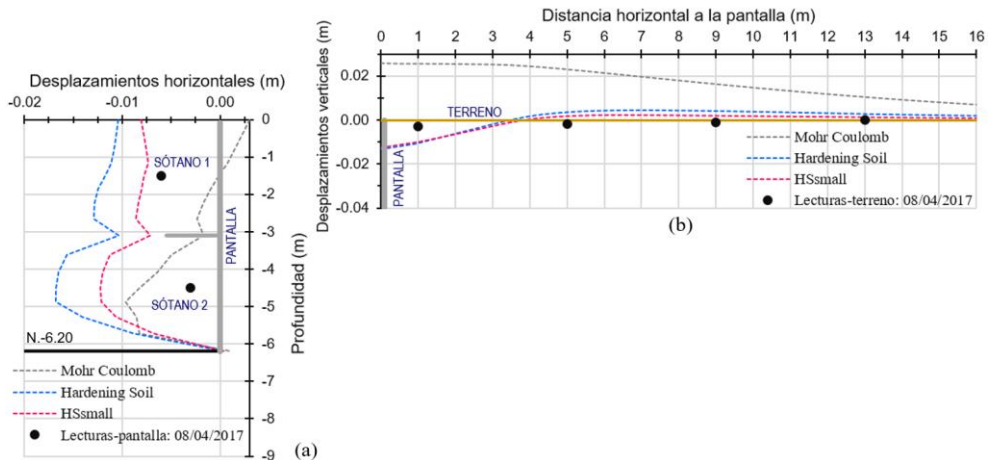 Desplazamientos horizontales (m)
-0.02 -0.01 0.00
0
-1
-2
-3
-4
-5
-6
-7
-8
-9
Profundidad (m)
SÓTANO 1
PANTALLA
SÓTANO 2
N.-6.20
Mohr Coulomb
Hardening Soil
HSsmall
Lecturas-pantalla: 08/04/2017
(a)
Distancia horizontal a la pantalla (m)
0 1 2 3 4 5 6 7 8 9 10 11 12 13 14 15 16
Desplazamientos verticales (m)
0.02
0.00
-0.02
-0.04
TERRENO
PANTALLA
Mohr Coulomb
Hardening Soil
HSsmall
Lecturas-terreno: 08/04/2017
(b)